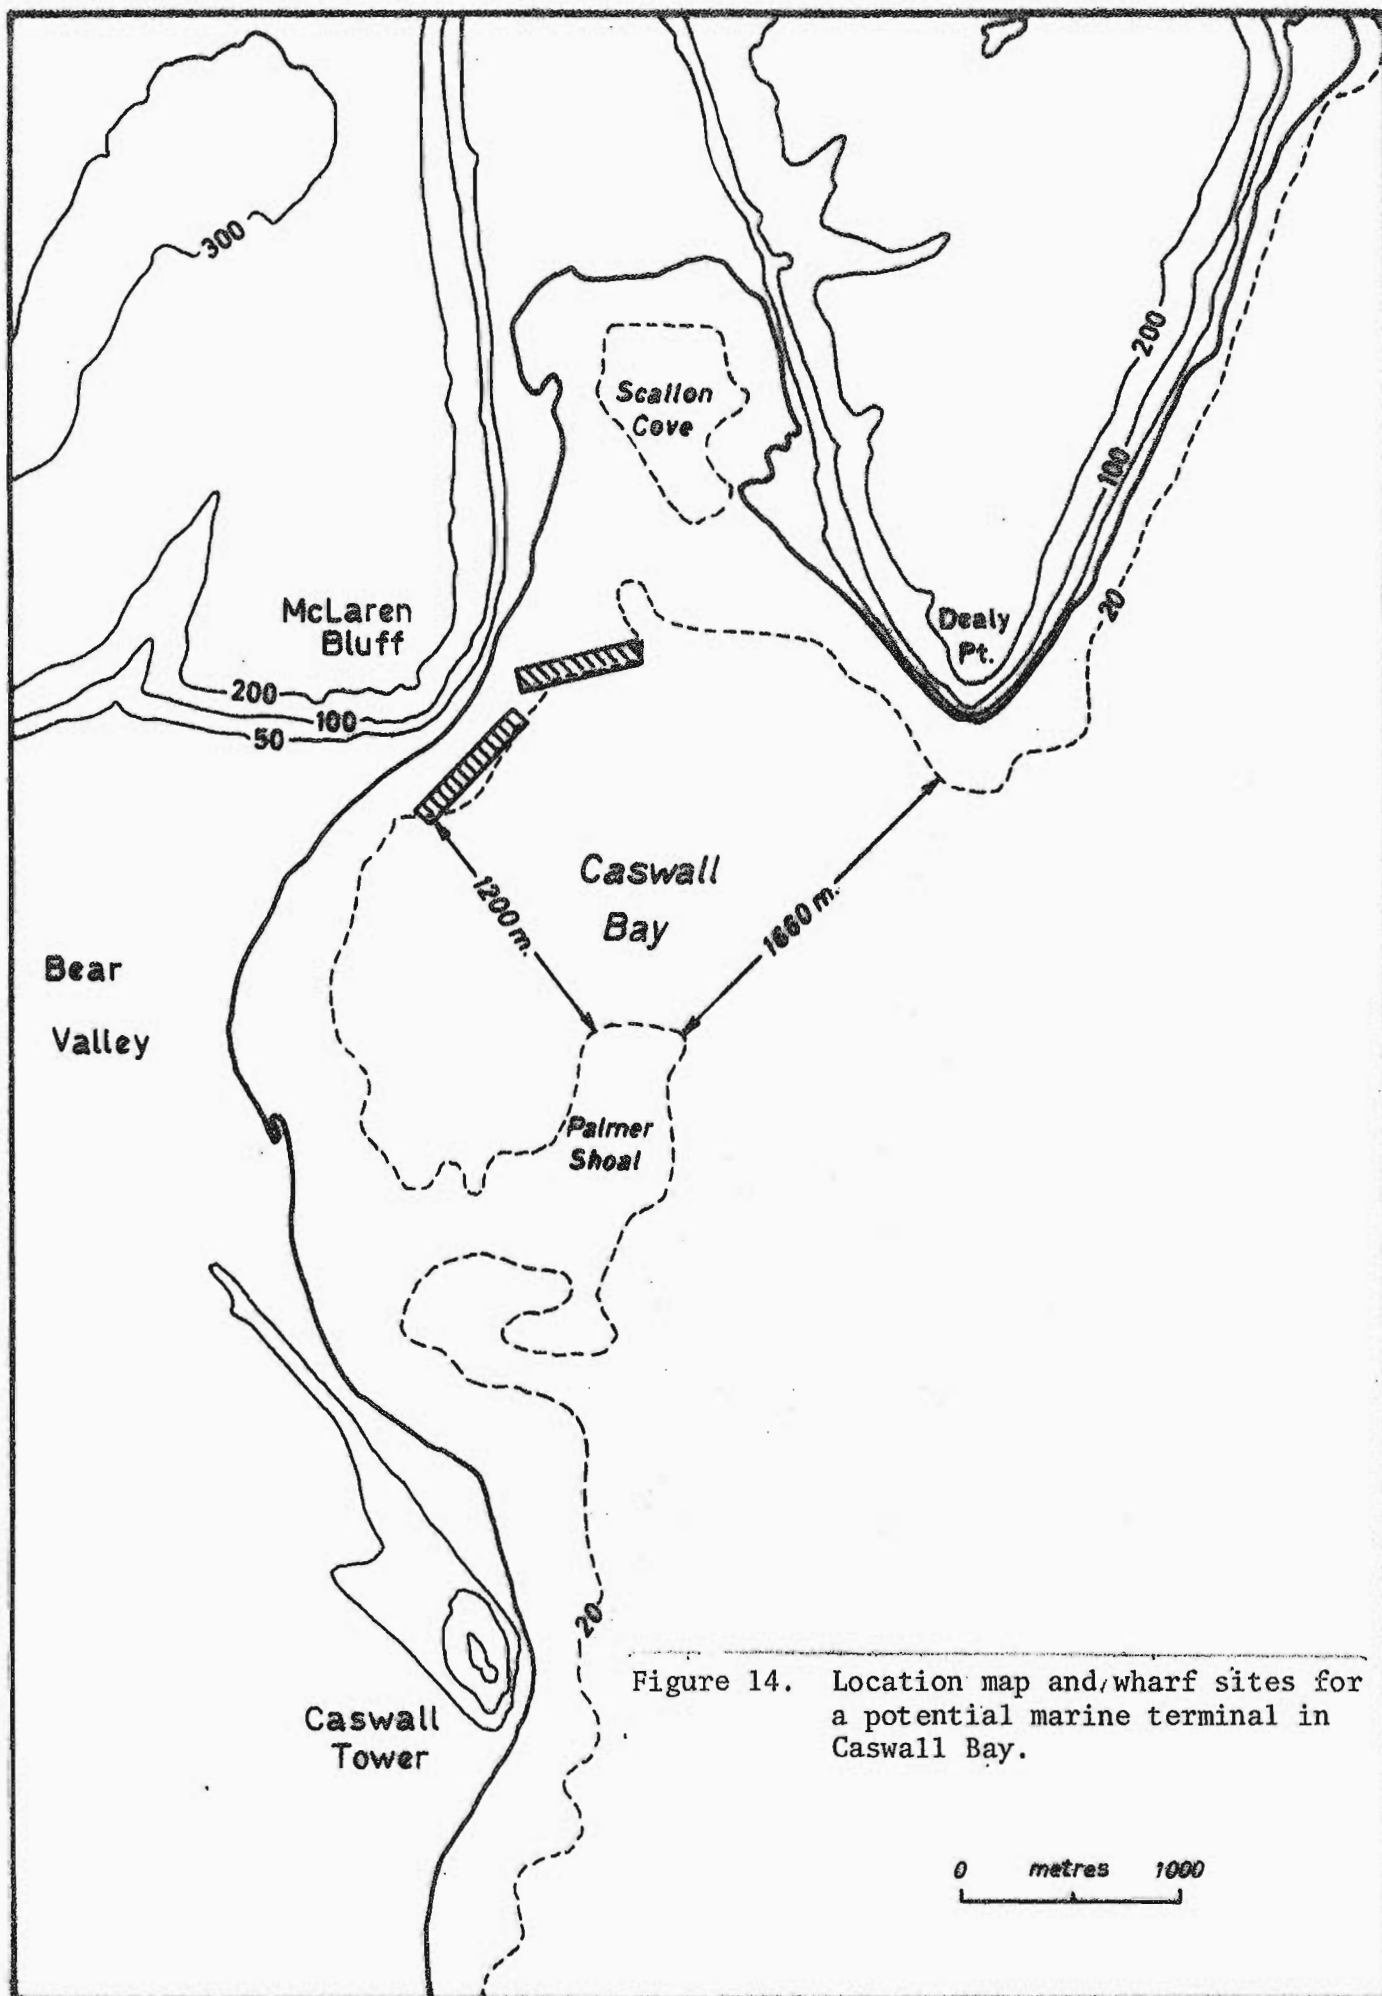 300
Scallon
Cove
200
100
McLaren
Bluff
Dealy
Pt.
20
200
100
50
Caswall
Bay
1200 m.
1660 m.
Bear
Valley
Palmer
Shoal
20
Caswall
Tower
Figure 14. Location map and wharf sites for
a potential marine terminal in
Caswall Bay.
0 metres 1000